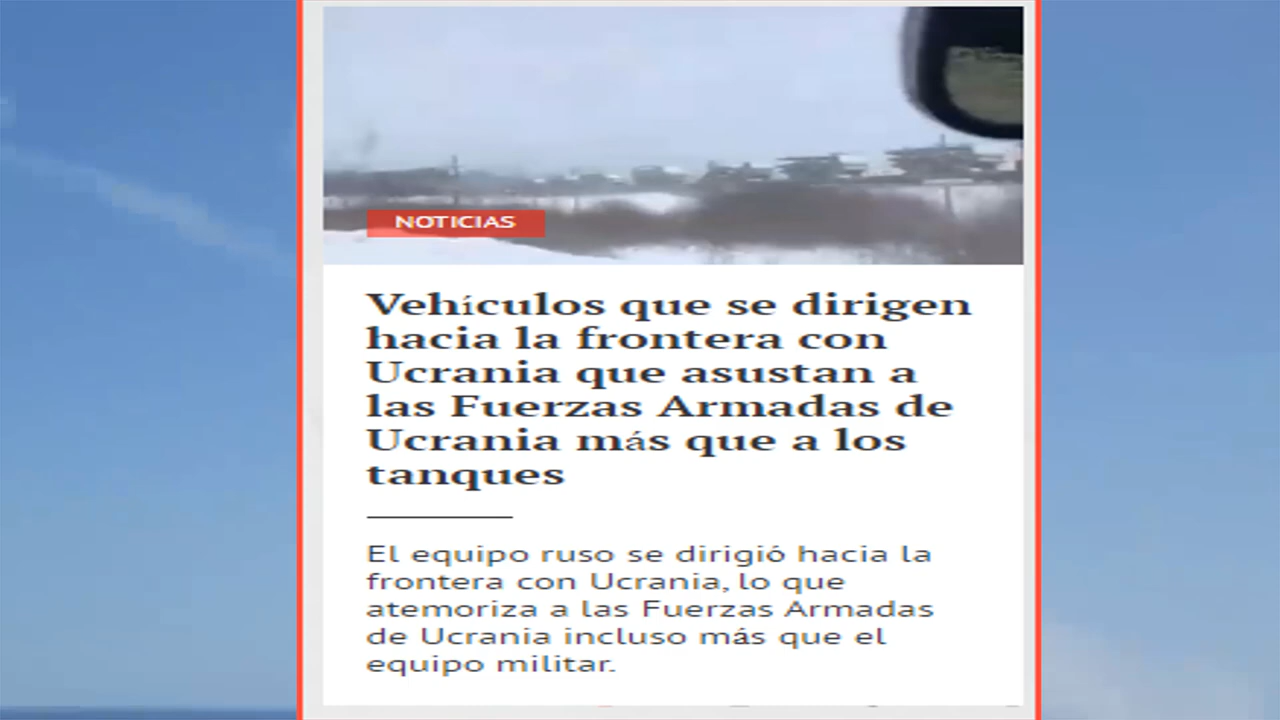 NOTICIAS
Vehículos que se dirigen
hacia la frontera con
Ucrania que asustan a
las Fuerzas Armadas de
Ucrania más que a los
tanques
El equipo ruso se dirigió hacia la
frontera con Ucrania, lo que
atemoriza a las Fuerzas Armadas
de Ucrania incluso más que el
equipo militar.